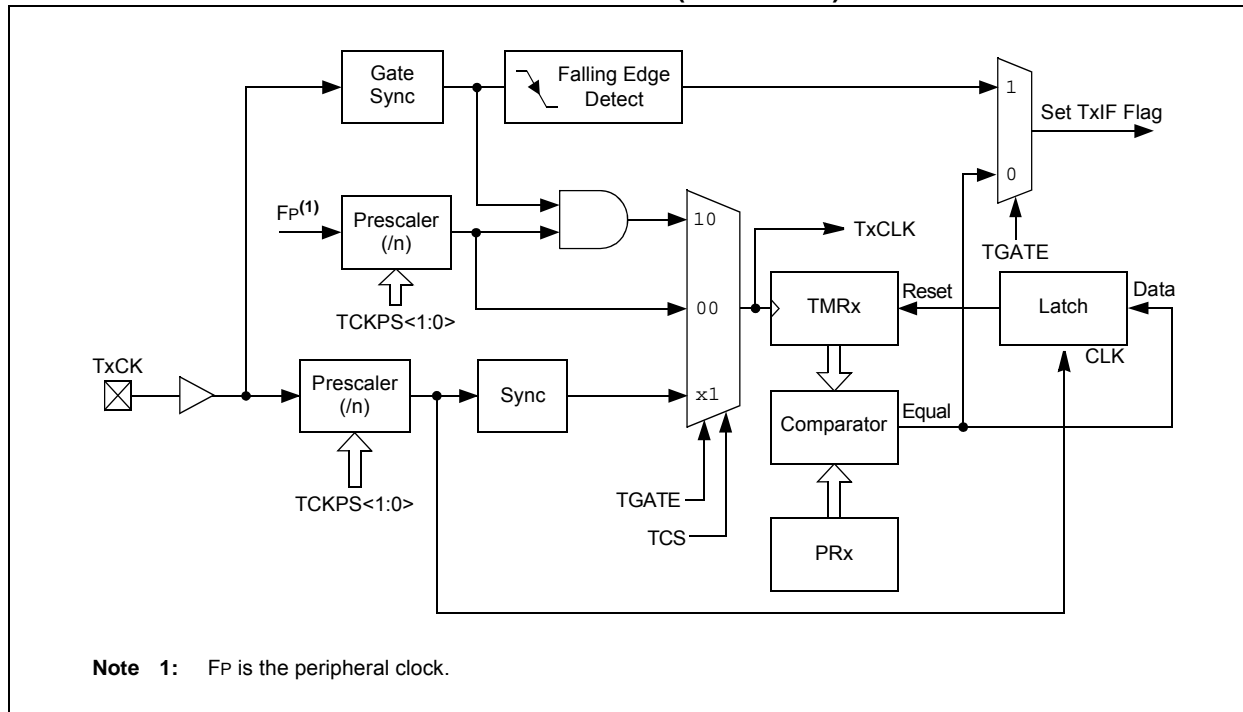 Gate
Sync
Falling Edge
Detect
1
Set TxIF Flag
0
FP(1)
Prescaler
(/n)
10
TxCLK
TGATE
TCKPS<1:0>
00
TMRx
Reset
Latch
Data
CLK
TxCK
Prescaler
(/n)
Sync
x1
Comparator
Equal
TCKPS<1:0>
TGATE
TCS
PRx
Note 1: FP is the peripheral clock.